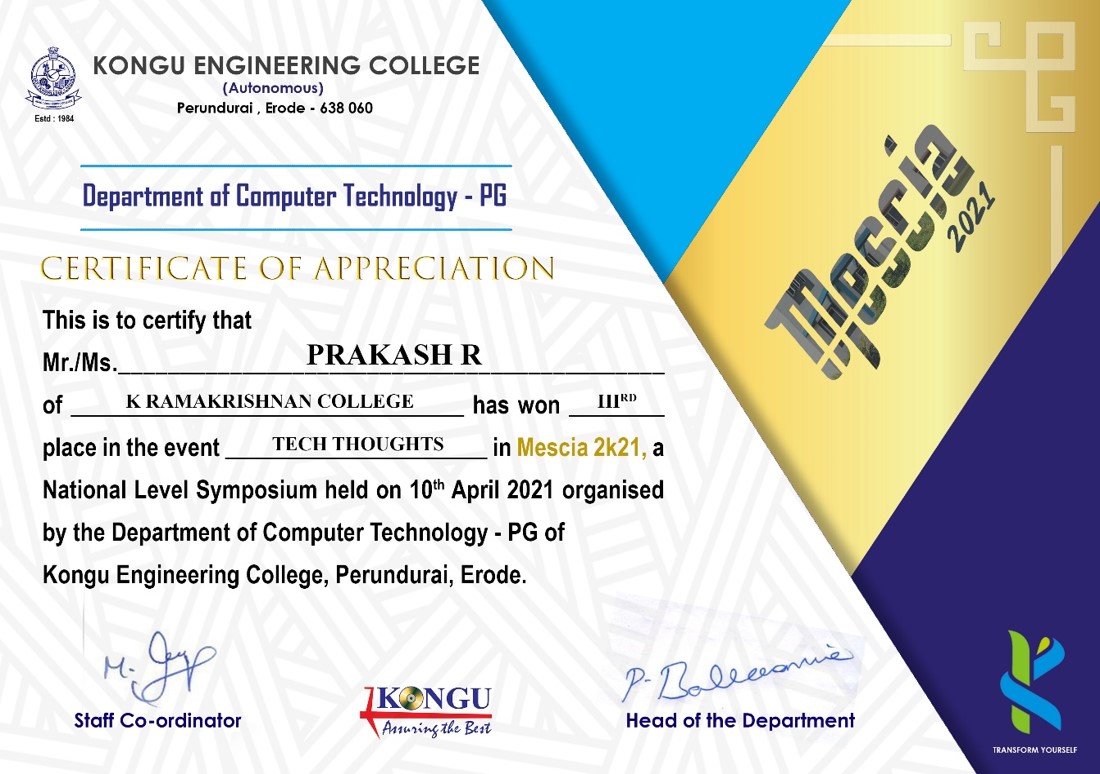 KONGU ENGINEERING COLLEGE
(Autonomous)
Perundurai , Erode - 638 060
Estd : 1984
Department of Computer Technology - PG
CERTIFICATE OF APPRECIATION
This is to certify that
Mr./Ms. PRAKASH R
of K RAMAKRISHNAN COLLEGE has won IIIRD
place in the event TECH THOUGHTS in Mescia 2k21, a
National Level Symposium held on 10th April 2021 organised
by the Department of Computer Technology - PG of
Kongu Engineering College, Perundurai, Erode.
Mescia
2021
Staff Co-ordinator
KONGU
Assuring the Best
Head of the Department
TRANSFORM YOURSELF